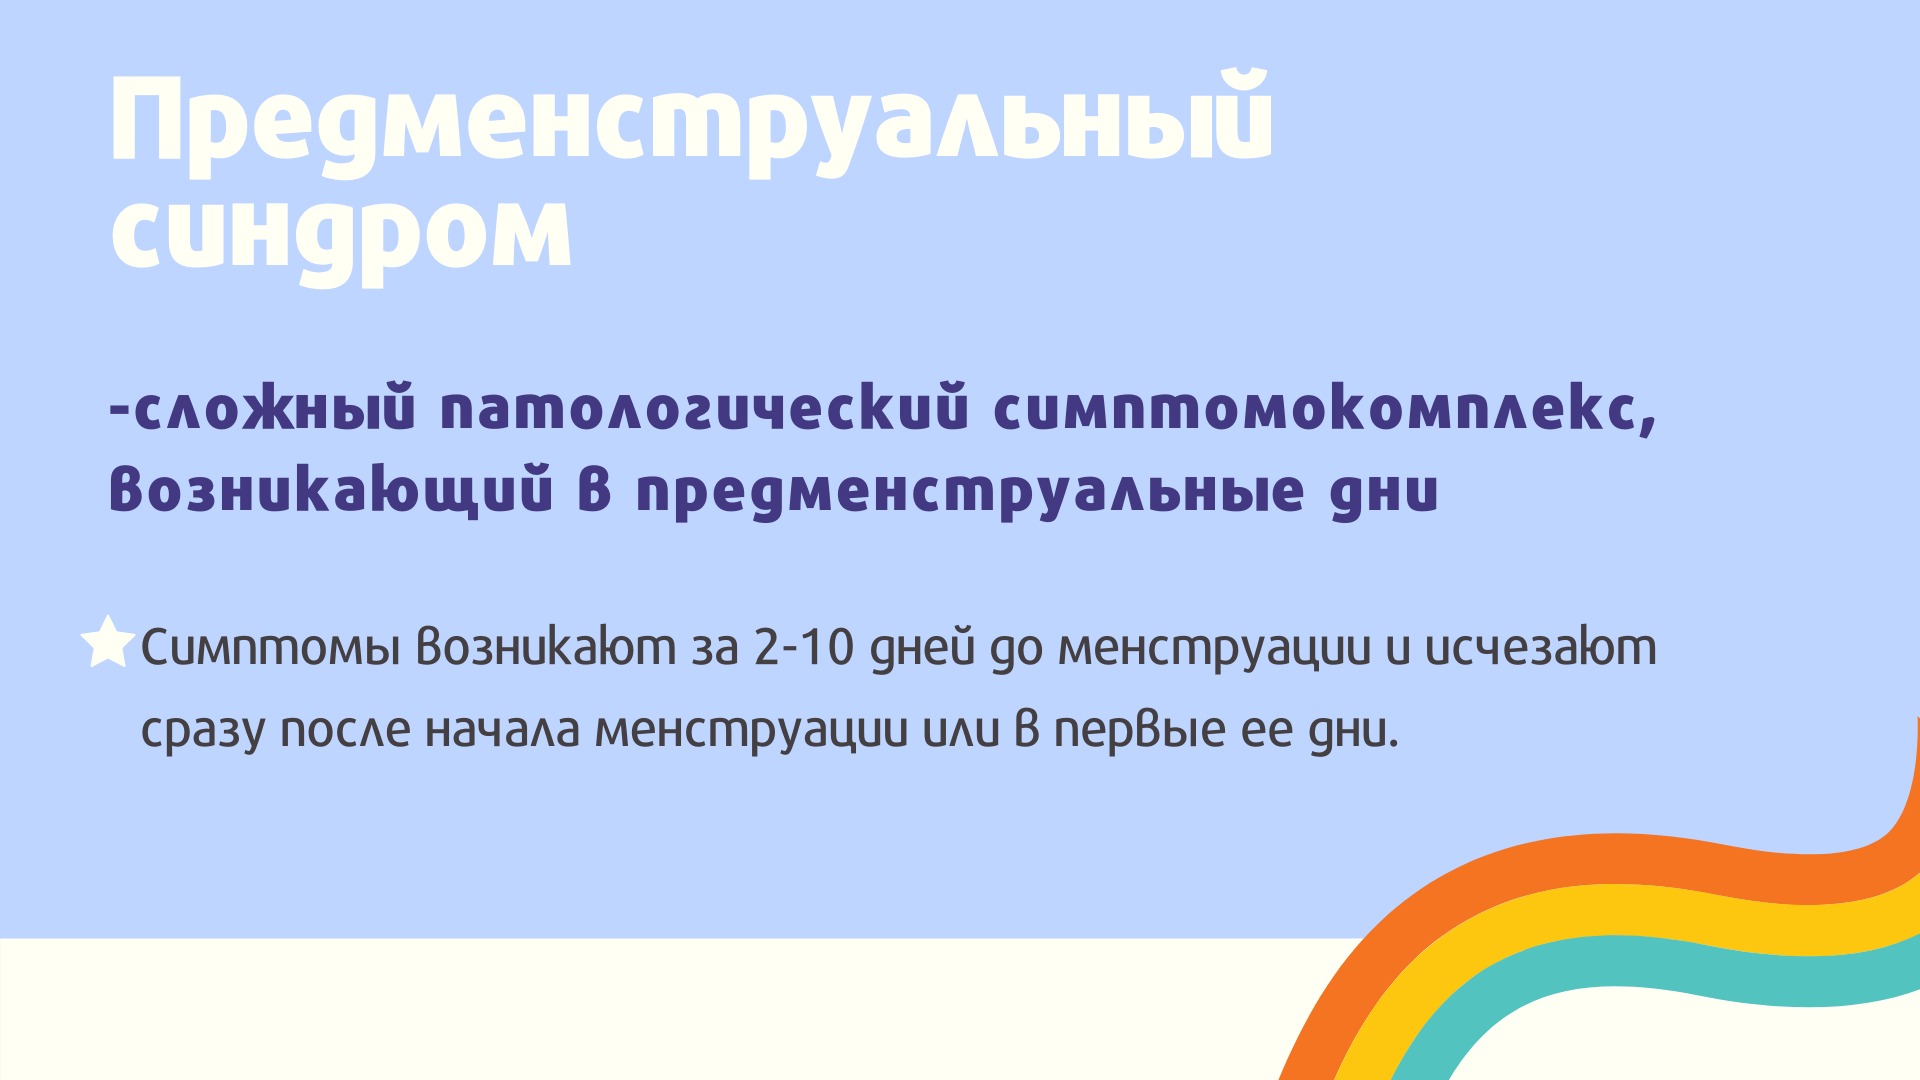 Предменструальный
синдром
-сложный патологический симптомокомплекс,
возникающий в предменструальные дни
Симптомы возникают за 2-10 дней до менструации и исчезают
сразу после начала менструации или в первые ее дни.